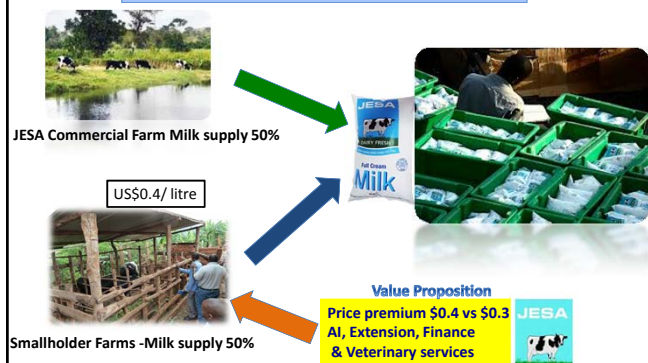 JESA
DAIRY FRESH
Full Cream
Milk
JESA Commercial Farm Milk supply 50%
US$0.4/ litre
Value Proposition
Price premium $0.4 vs $0.3
AI, Extension, Finance
& Veterinary services
JESA
Smallholder Farms -Milk supply 50%